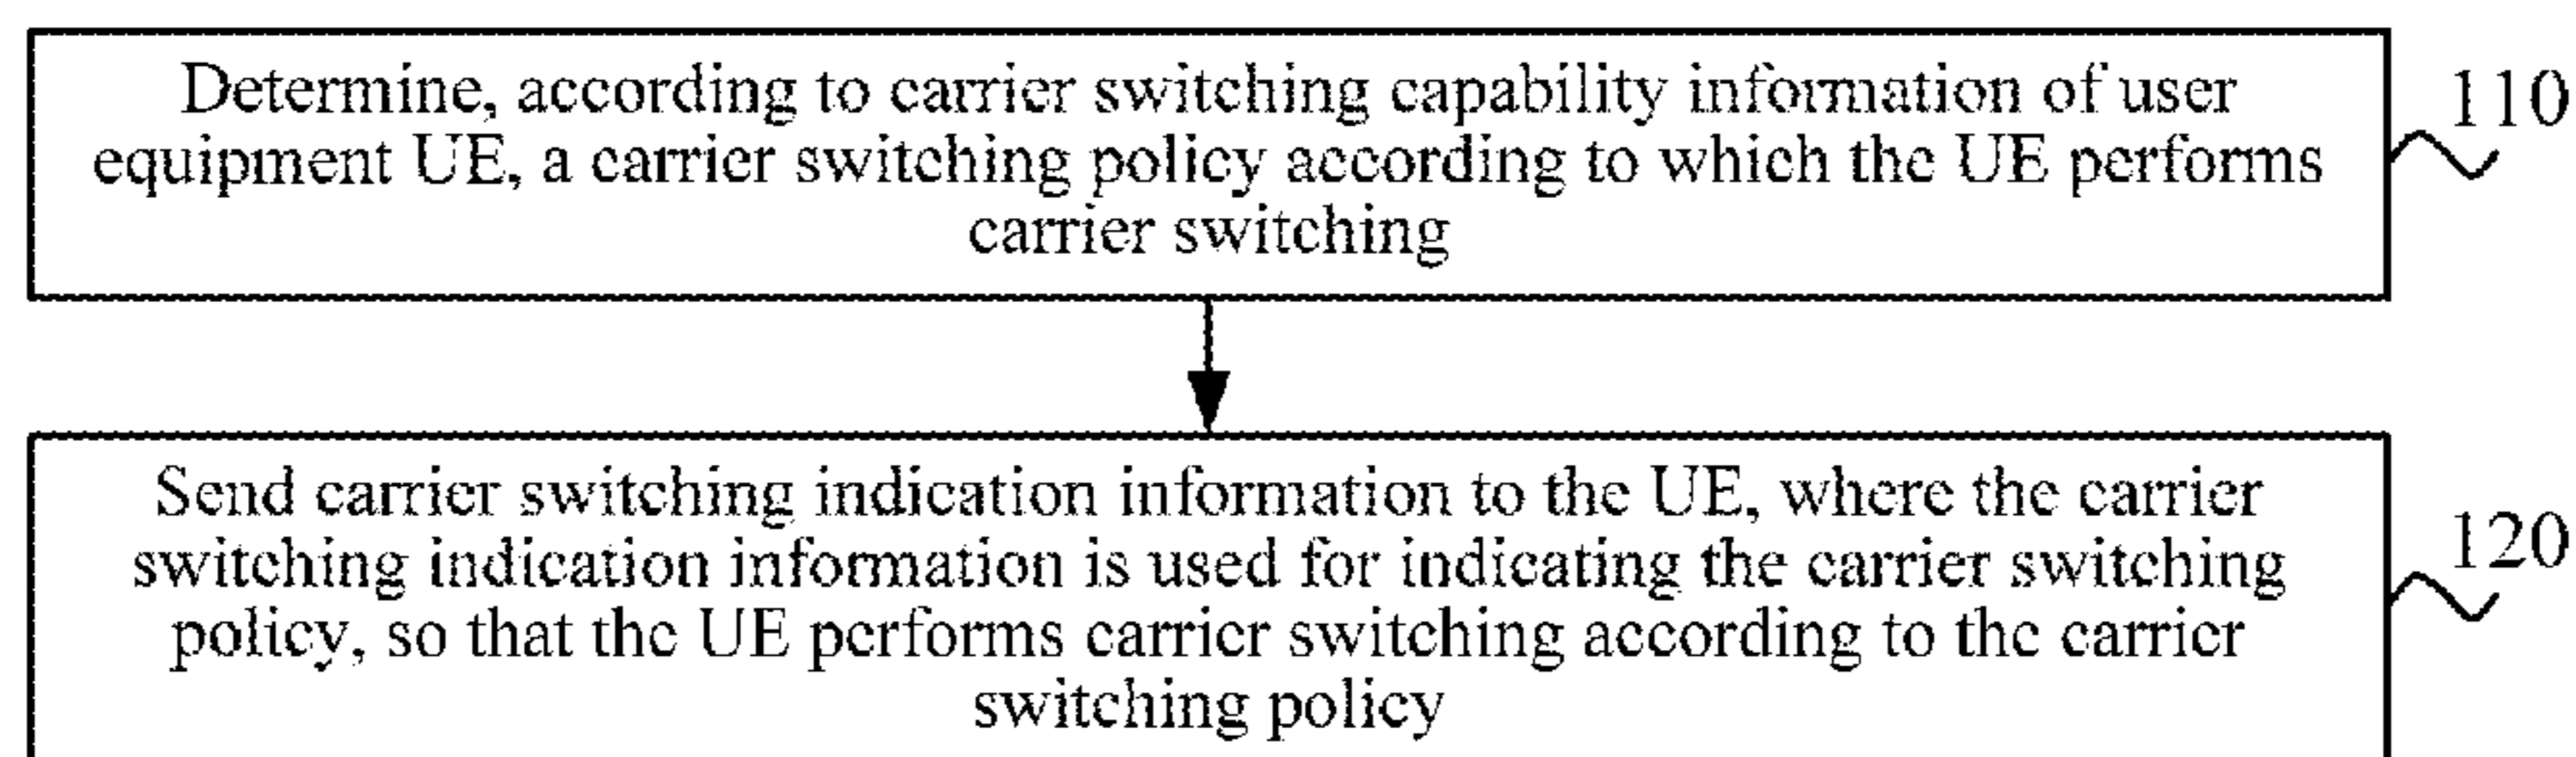 Determine, according to carrier switching capability information of user
equipment UE, a carrier switching policy according to which the UE performs
carrier switching
110
Send carrier switching indication information to the UE, where the carrier
switching indication information is used for indicating the carrier switching
policy, so that the UE performs carrier switching according to the carrier
switching policy
120